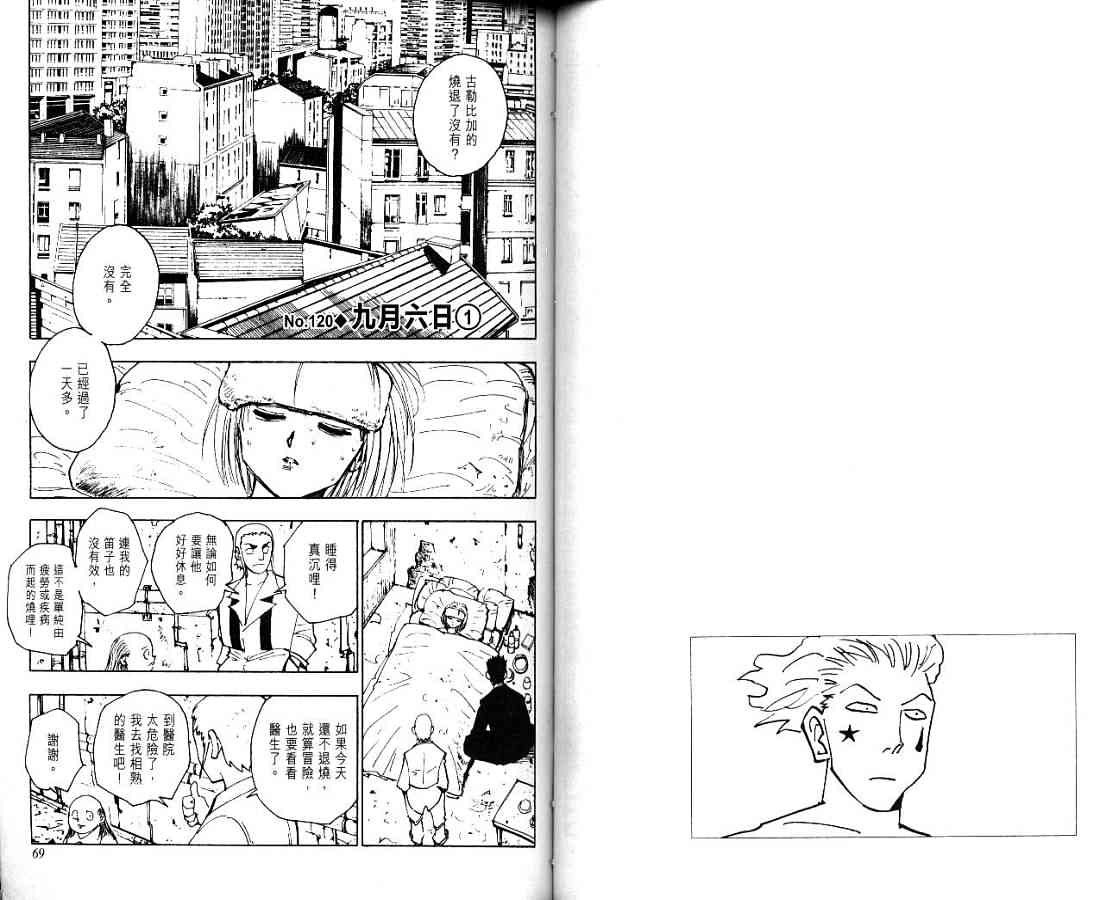 古勒比加的
燒退了沒有？
完全
沒有。
No.120◆九月六日①
已經過了
一天多。
睡得
真沉哩！
無論如何
要讓他
好好休息。
連我的
笛子也
沒有效，
這不是單純由
疲勞或疾病
而起的燒哩！
如果今天
還不退燒，
就算冒險，
也要看看
醫生了。
到醫院
太危險了，
我去找相熟
的醫生吧！
謝謝。
69